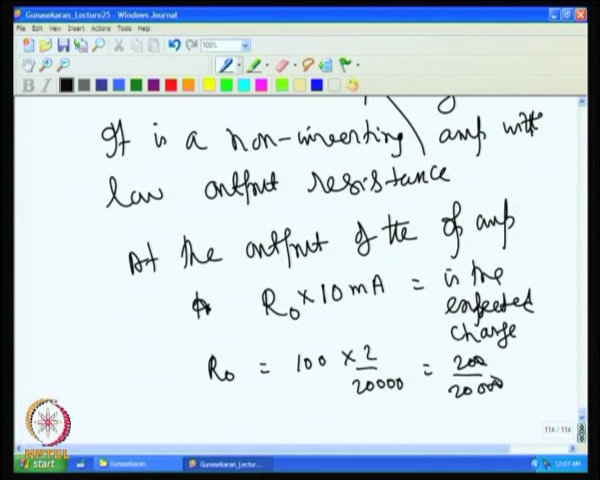 Gunasekaran_Lecture25 - Windows Journal
File Edit View Insert Actions Tools Help
100%
B I
It is a non-inverting amp with
low output resistance
At the output of the op amp
R₀ × 10 mA = is the
expected
change
R₀ = 100 × 2/20000 = 200/20000
114 / 114
NPTEL
start Gunasekaran Gunasekaran_Lectur... 12:07 AM